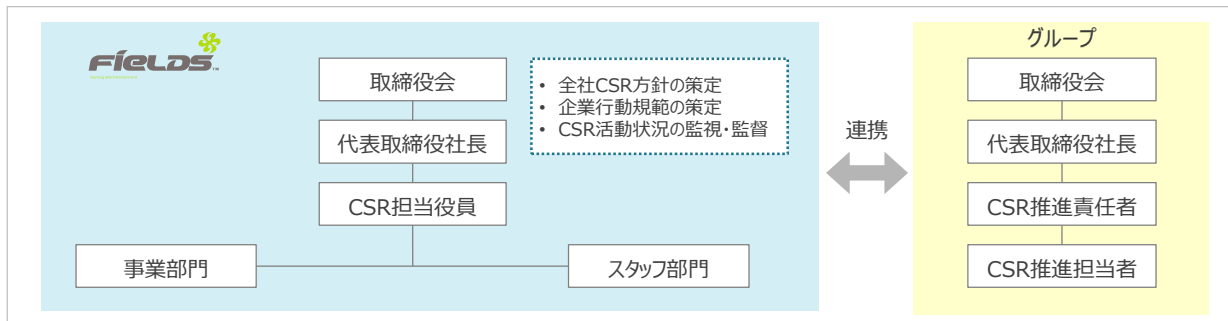 FIELDS
取締役会
代表取締役社長
CSR担当役員
事業部門
スタッフ部門
• 全社CSR方針の策定
• 企業行動規範の策定
• CSR活動状況の監視・監督
連携
グループ
取締役会
代表取締役社長
CSR推進責任者
CSR推進担当者